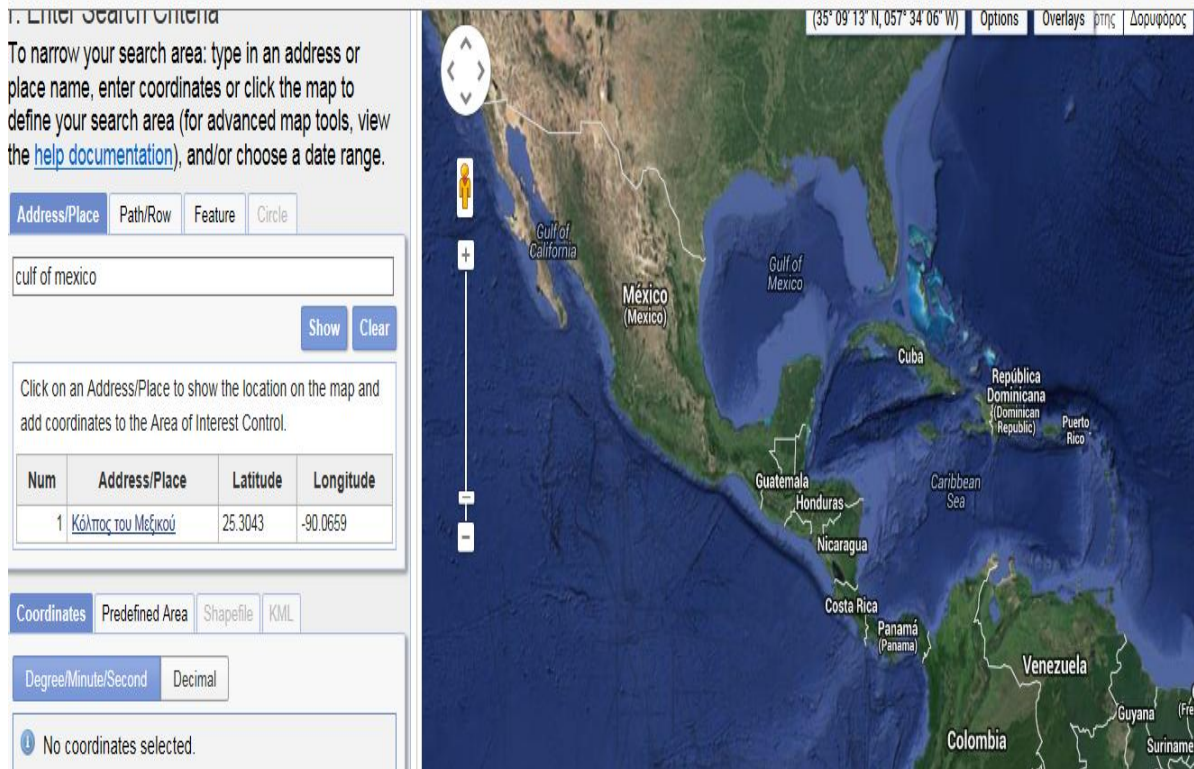 1. Enter Search Criteria
To narrow your search area: type in an address or
place name, enter coordinates or click the map to
define your search area (for advanced map tools, view
the help documentation), and/or choose a date range.
Address/Place Path/Row Feature Circle
culf of mexico
Show Clear
Click on an Address/Place to show the location on the map and
add coordinates to the Area of Interest Control.
Num Address/Place Latitude Longitude
1 Κόλπος του Μεξικού 25.3043 -90.0659
Coordinates Predefined Area Shapefile KML
Degree/Minute/Second Decimal
No coordinates selected.
(35° 09' 13" N, 057° 34' 06" W) Options Overlays ρτης Δορυφόρος
Gulf of
California
México
(Mexico)
Gulf of
Mexico
Cuba
República
Dominicana
(Dominican
Republic)
Puerto
Rico
Guatemala
Honduras
Caribbean
Sea
Nicaragua
Costa Rica
Panamá
(Panama)
Venezuela
Guyana
(Fre
Colombia
Suriname